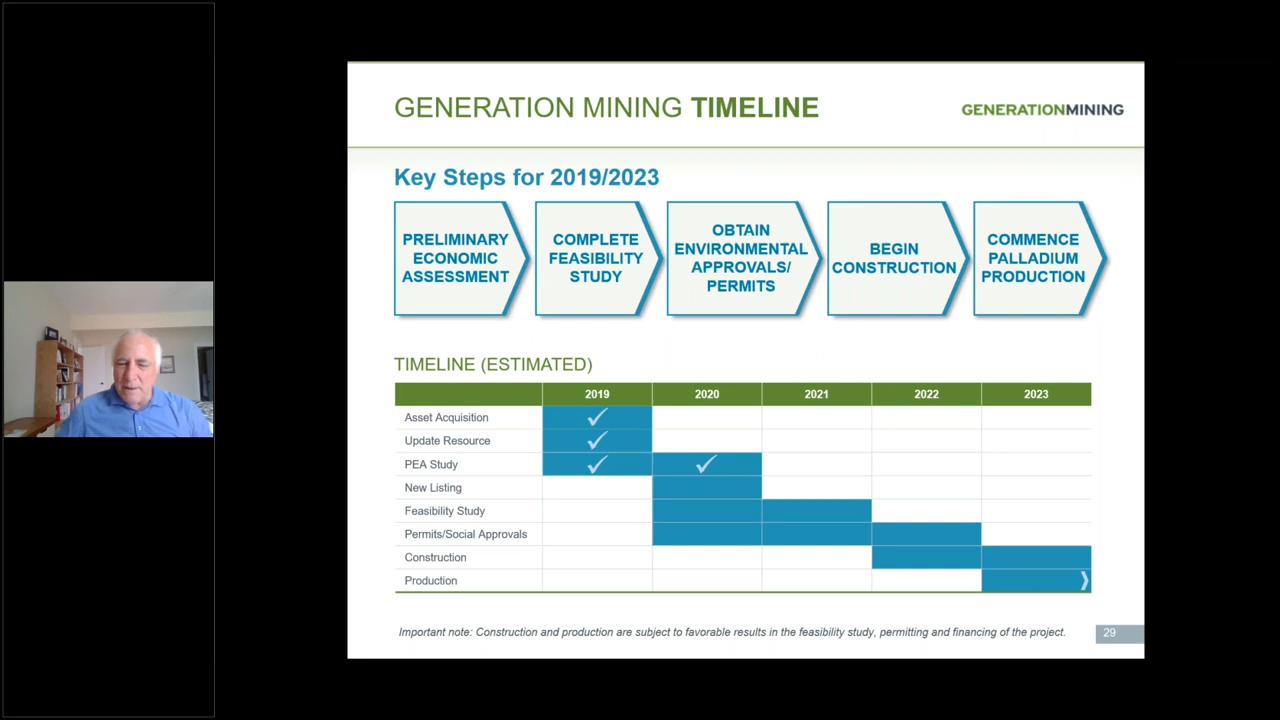 GENERATION MINING TIMELINE
GENERATIONMINING
Key Steps for 2019/2023
PRELIMINARY
ECONOMIC
ASSESSMENT
COMPLETE
FEASIBILITY
STUDY
OBTAIN
ENVIRONMENTAL
APPROVALS/
PERMITS
BEGIN
CONSTRUCTION
COMMENCE
PALLADIUM
PRODUCTION
TIMELINE (ESTIMATED)
2019 2020 2021 2022 2023
Asset Acquisition
Update Resource
PEA Study
New Listing
Feasibility Study
Permits/Social Approvals
Construction
Production
Important note: Construction and production are subject to favorable results in the feasibility study, permitting and financing of the project.
29